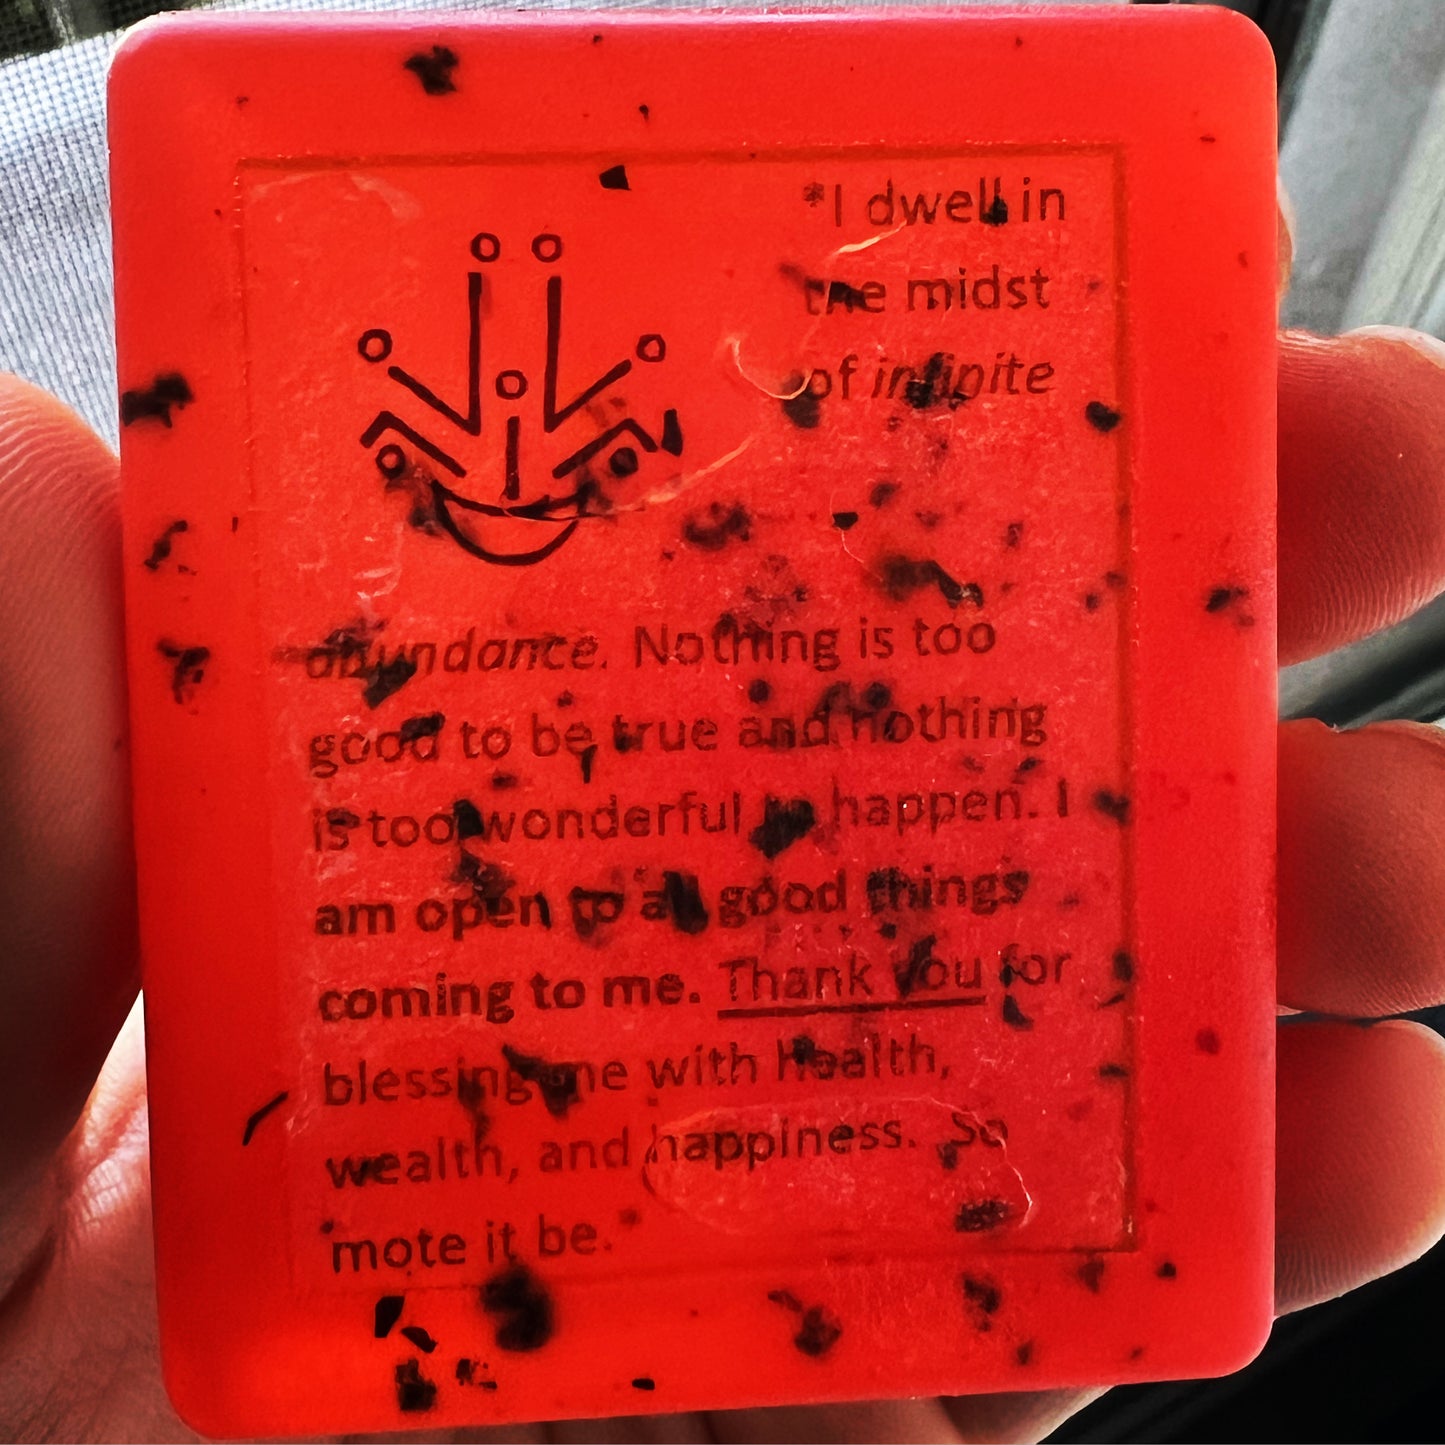 *I dwell in
the midst
of infinite
abundance. Nothing is too
good to be true and nothing
is too wonderful to happen. I
am open to all good things
coming to me. Thank You for
blessing me with Health,
wealth, and happiness. So
mote it be.*